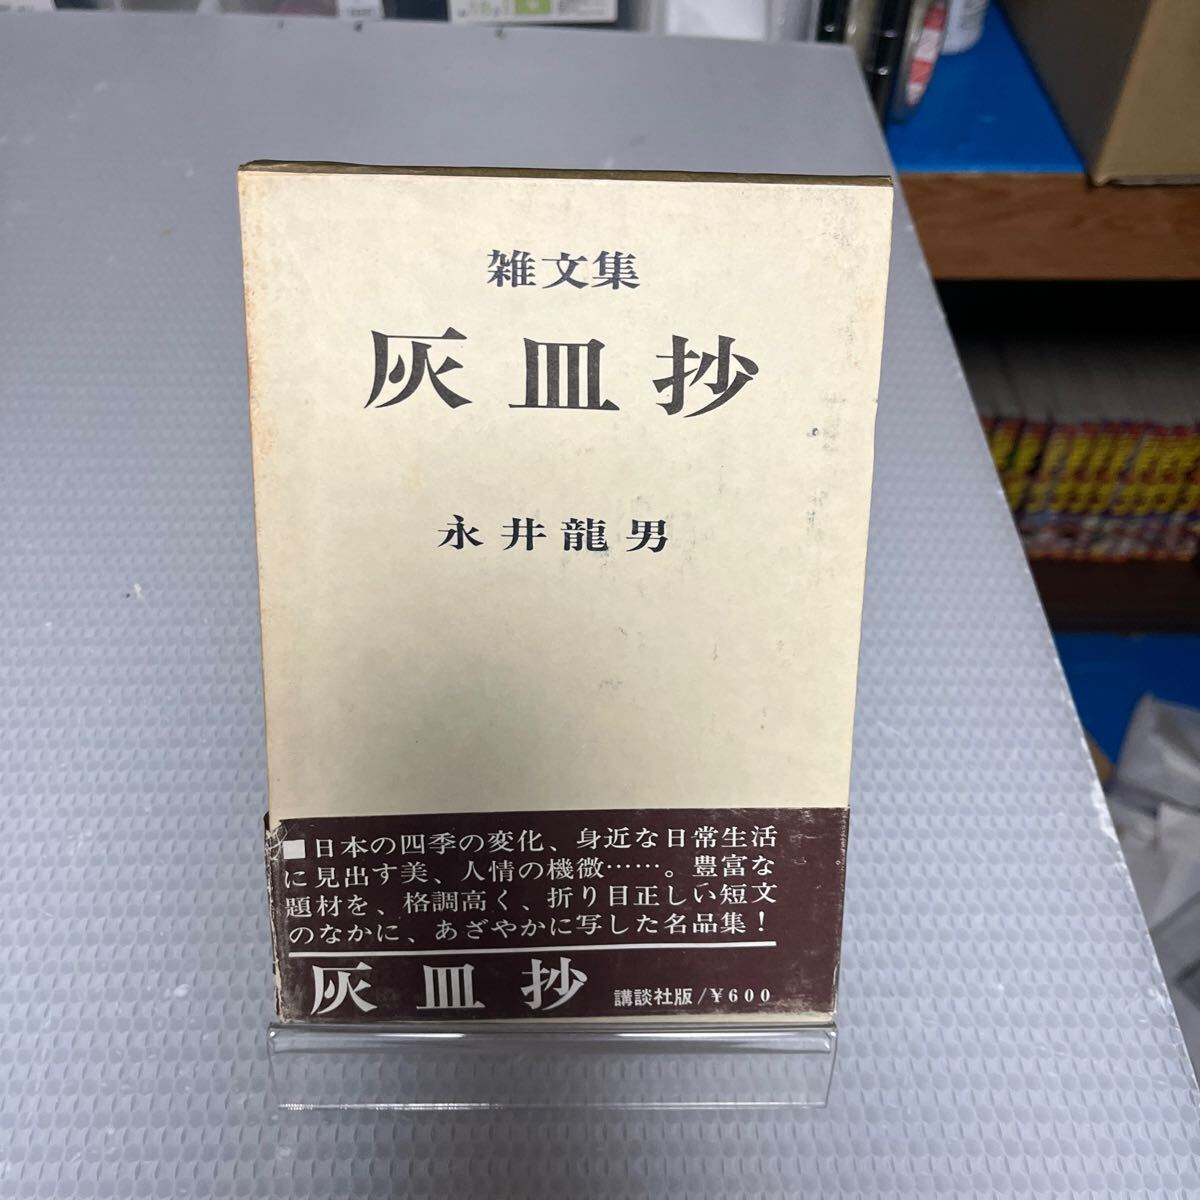 雑文集
灰皿抄
永井龍男
■日本の四季の変化、身近な日常生活
に見出す美、人情の機微……。豊富な
題材を、格調高く、折り目正しい短文
のなかに、あざやかに写した名品集！
灰皿抄
講談社版/¥600